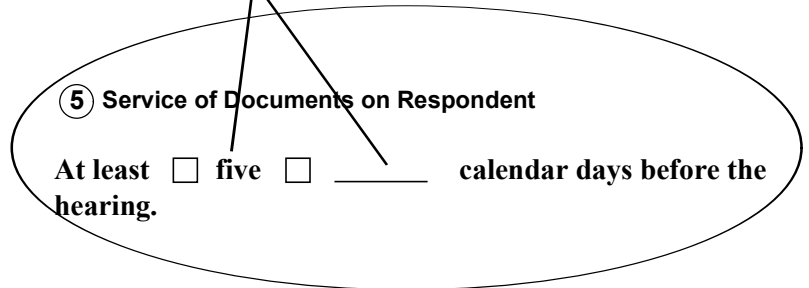 5 Service of Documents on Respondent
At least ☐ five ☐ ______ calendar days before the
hearing.